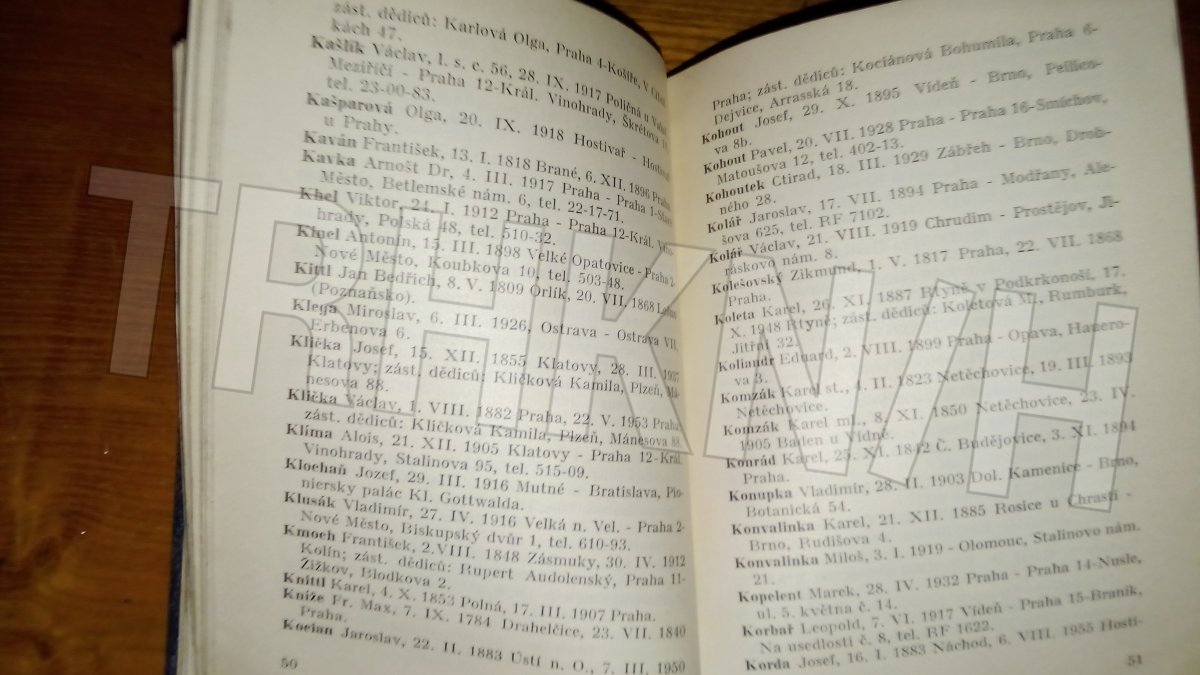 zást. dědiců: Karlová Olga, Praha 4-Košíře, V Cibul
kách 47.
Kašlík Václav, l. s. c. 56, 28. IX. 1917 Poličná u Valaš
Meziříčí - Praha 12-Král. Vinohrady, Škrétova
tel. 23-00-83.
Kašparová Olga, 20. IX. 1918 Hostivař - Hostivař
u Prahy.
Kaván František, 13. I. 1818 Brané, 6. XII. 1896 Praha
Kavka Arnošt Dr, 4. III. 1917 Praha - Praha 1-Staré
Město, Betlemské nám. 6, tel. 22-17-71.
Khel Viktor, 24. I. 1912 Praha - Praha 12-Král. Vino-
hrady, Polská 48, tel. 510-32.
Antonín, 15. III. 1898 Velké Opatovice - Praha 2-
Nové Město. Koubkova 10, tel. 503-48.
Kittl Jan Bedřich, 8. V. 1809 Orlík, 20. VII. 1868
(Poznaňsko).
Klega Miroslav, 6. III. 1926, Ostrava - Ostrava VII,
Erbenova 6.
Klička Josef, 15. XII. 1855 Klatovy, 28. III. 1937
Klatovy; zást. dědiců: Kličková Kamila, Plzeň, Má-
nesova 88.
Klička Václav, 1. VIII. 1882 Praha, 22. V. 1953 Praha
zást. dědiců: Kličková Kamila, Plzeň, Mánesova 88.
Klíma Alois, 21. XII. 1905 Klatovy - Praha 12-Král.
Vinohrady, Stalinova 95, tel. 515-09.
Klochaň Jozef, 29. III. 1916 Mutné - Bratislava, Pio-
niersky palác Kl. Gottwalda.
Klusák Vladimír, 27. IV. 1916 Velká n. Vel. - Praha 2-
Nové Město, Biskupský dvůr 1, tel. 610-93.
Kmoch František, 2.VIII. 1848 Zásmuky, 30. IV. 1912
Kolín; zást. dědiců: Rupert Audolenský, Praha 11-
Žižkov, Blodkova 2.
Knittl Karel, 4. X. 1853 Polná, 17. III. 1907 Praha.
Kníže Fr. Max, 7. IX. 1784 Drahelčice, 23. VII. 1840
Praha.
Kocian Jaroslav, 22. II. 1883 Ústí n. O., 7. III. 1950
50
Praha; zást. dědiců: Kociánová Bohumila, Praha 6-
Dejvice, Arrasská 18.
Kohout Josef, 29. X. 1895 Vídeň - Brno, Pellico-
va 8b.
Kohout Pavel, 20. VII. 1928 Praha - Praha 16-Smíchov,
Matoušova 12, tel. 402-13.
Kohoutek Ctirad, 18. III. 1929 Zábřeh - Brno, Drob-
ného 28.
Kolář Jaroslav, 17. VII. 1894 Praha - Modřany, Ale-
šova 625, tel. RF 7102.
Kolář Václav, 21. VIII. 1919 Chrudim - Prostějov, Ji-
ráskovo nám. 8.
Kolešovský Zikmund, 1. V. 1817 Praha, 22. VII. 1868
Praha.
Koleta Karel, 26. XI. 1887 Rtyně v Podkrkonoší, 17.
X. 1948 Rtyně; zást. dědiců: Koletová M., Rumburk,
Jitřní 32.
Koliandr Eduard, 2. VIII. 1899 Praha - Opava,
va 3.
Komzák Karel st., 4. II. 1823 Netěchovice, 19. III. 1893
Netěchovice.
Komzák Karel ml., 8. XI. 1850 Netěchovice, 23. IV.
1905 Baden u Vídně.
Konrád Karel, 25. XI. 1842 Č. Budějovice, 3. XI. 1894
Praha.
Konupka Vladimír, 28. II. 1903 Dol. Kamenice - Brno,
Botanická 54.
Konvalinka Karel, 21. XII. 1885 Rosice u Chrasti -
Brno, Rudišova 4.
Konvalinka Miloš, 3. I. 1919 - Olomouc, Stalinovo nám.
21.
Kopelent Marek, 28. IV. 1932 Praha - Praha 14-Nusle,
ul. 5. května č. 14.
Korbař Leopold, 7. VI. 1917 Vídeň - Praha 15-Braník,
Na usedlosti č. 8, tel. RF 1622.
Korda Josef, 16. I. 1883 Náchod, 6. VIII. 1955 Hosti-
51